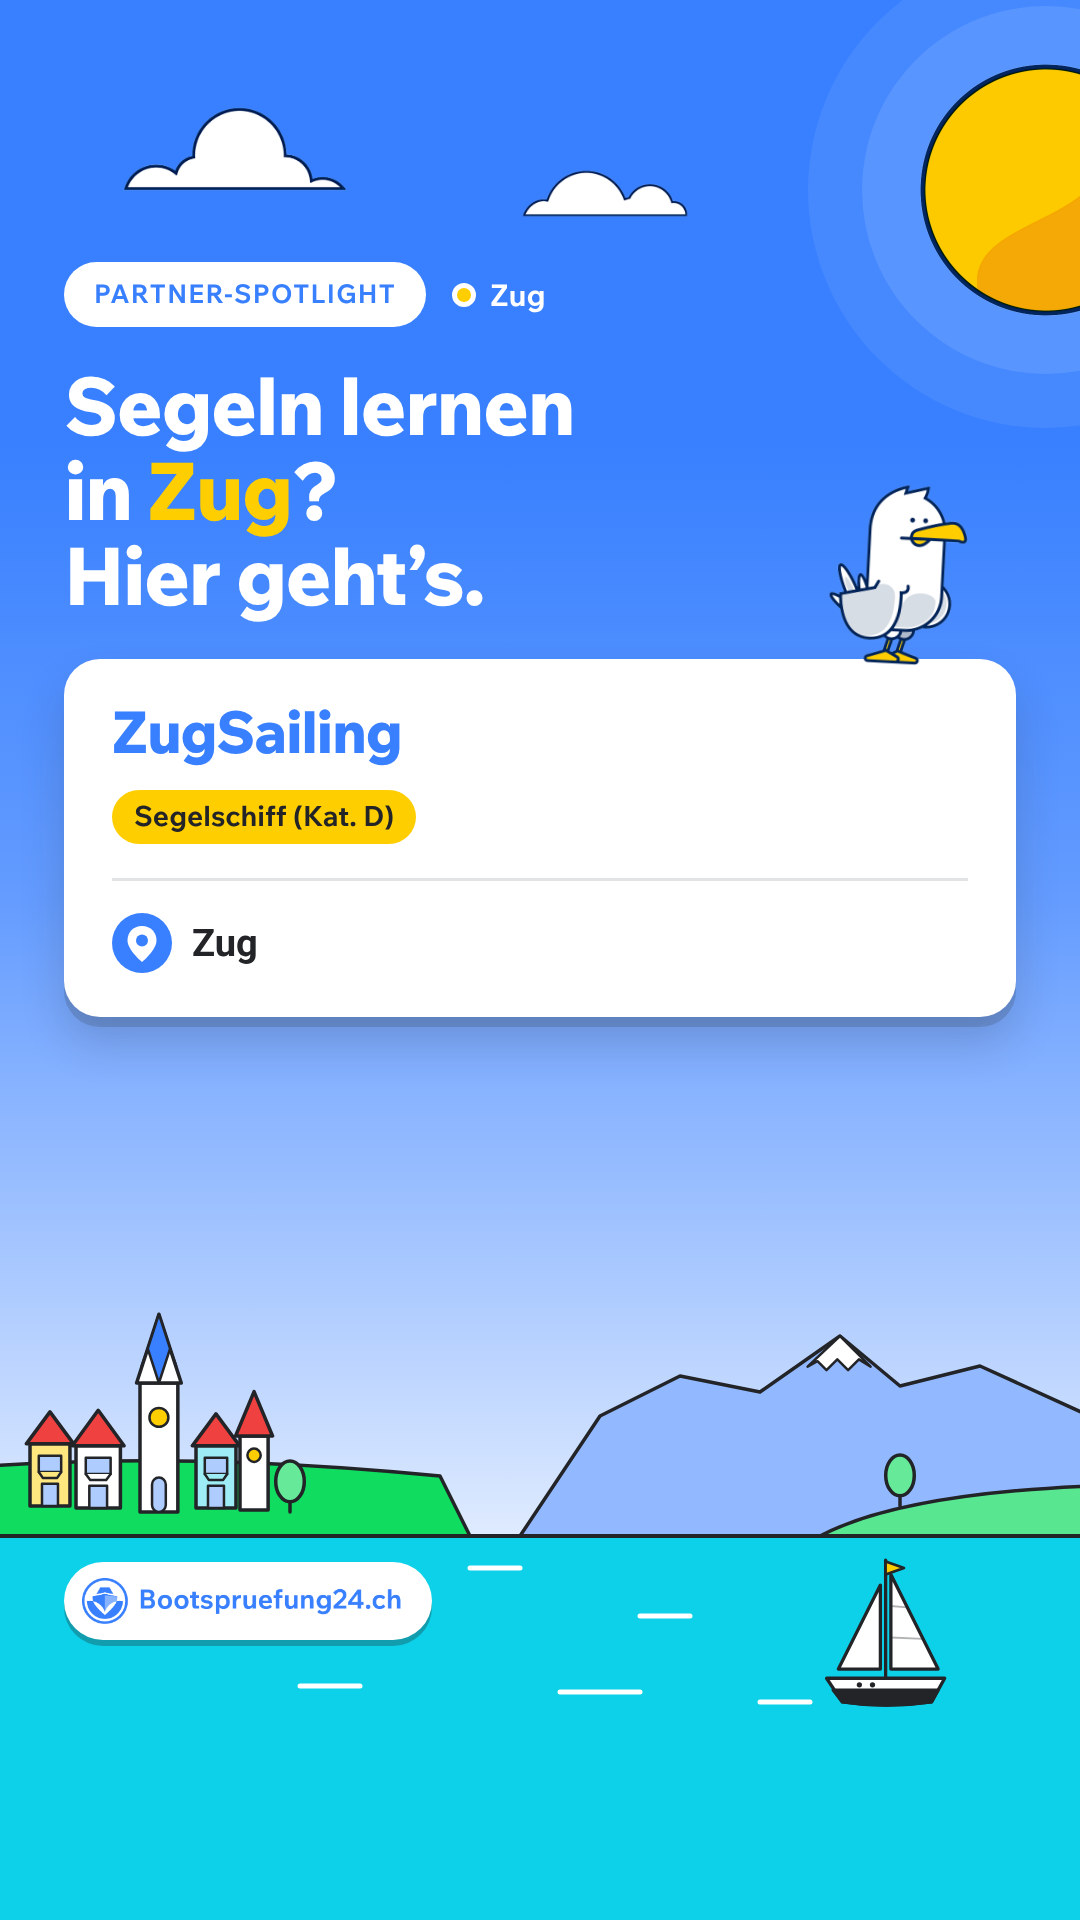 PARTNER-SPOTLIGHT
Zug
Segeln lernen
in Zug?
Hier geht’s.
ZugSailing
Segelschiff (Kat. D)
Zug
Bootspruefung24.ch